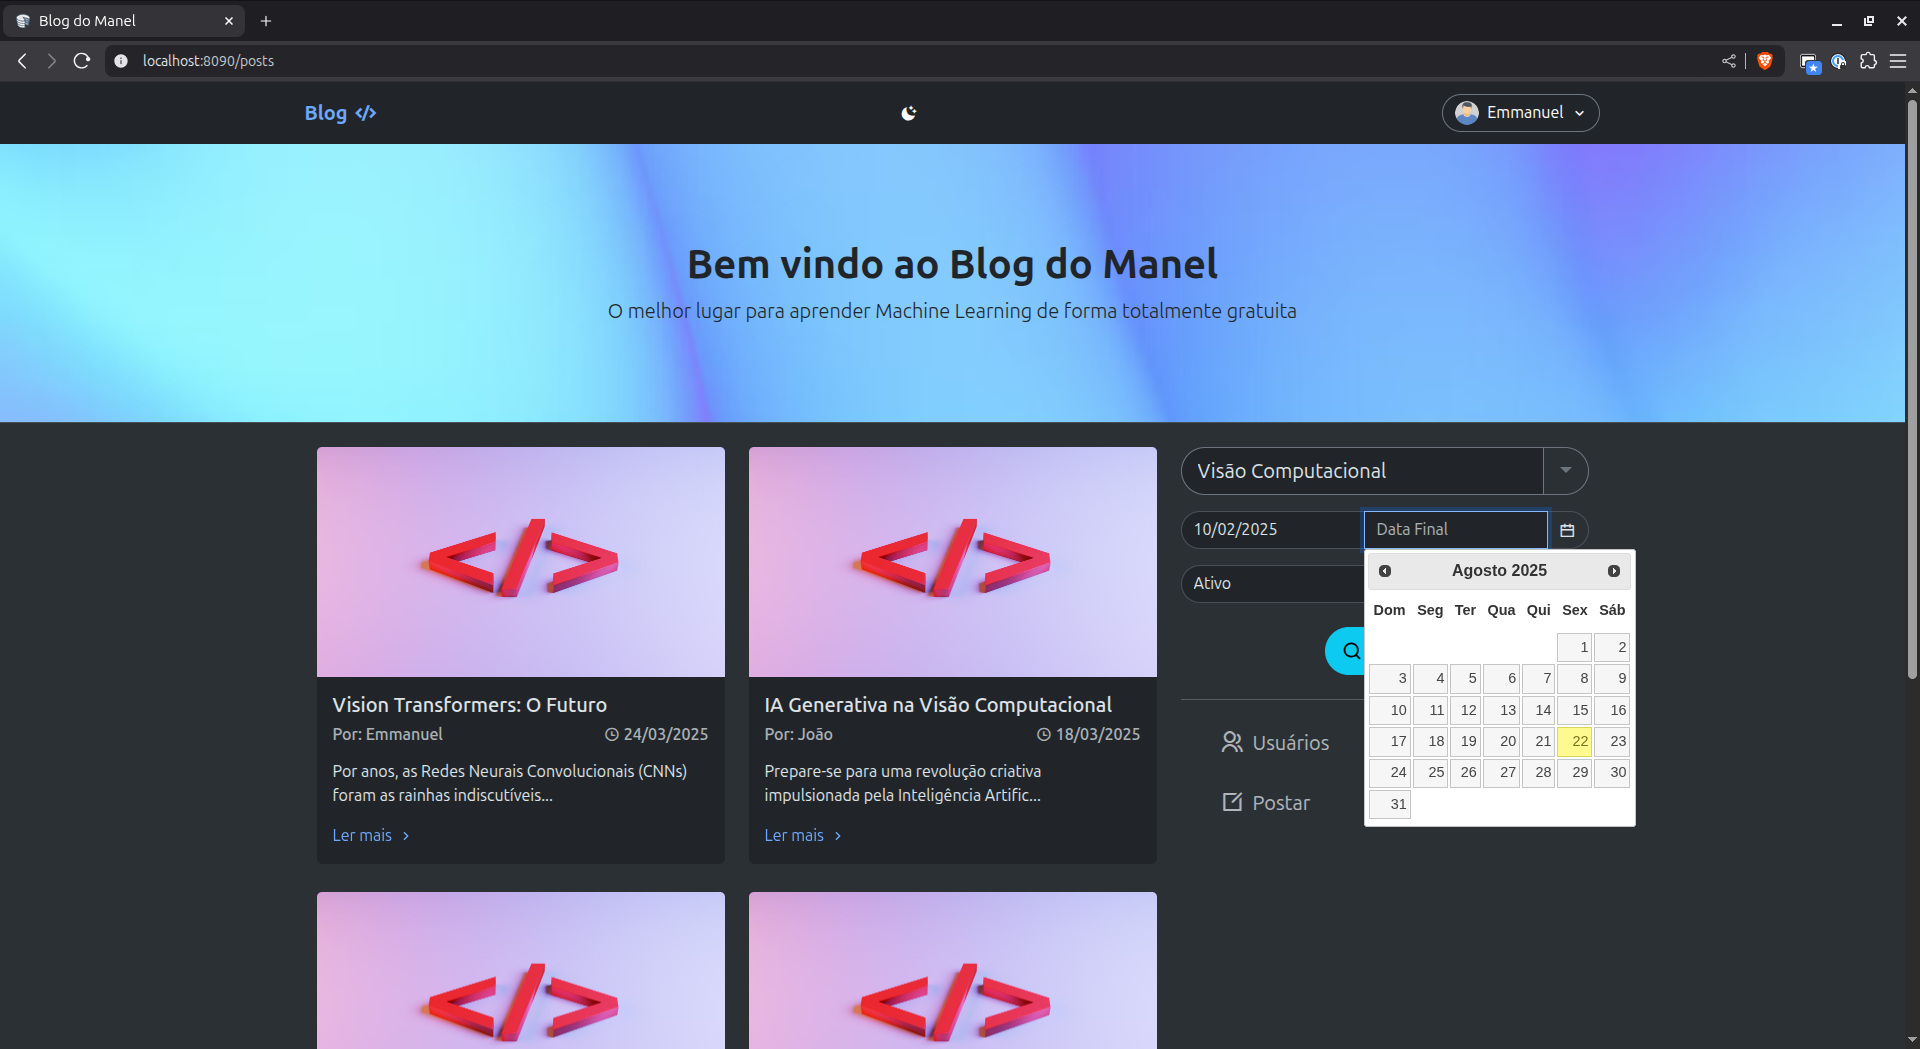 Blog do Manel
localhost:8090/posts
Blog </>
Emmanuel
Bem vindo ao Blog do Manel
O melhor lugar para aprender Machine Learning de forma totalmente gratuita
Vision Transformers: O Futuro
Por: Emmanuel 24/03/2025
Por anos, as Redes Neurais Convolucionais (CNNs)
foram as rainhas indiscutíveis...
Ler mais
IA Generativa na Visão Computacional
Por: João 18/03/2025
Prepare-se para uma revolução criativa
impulsionada pela Inteligência Artific...
Ler mais
Visão Computacional
10/02/2025 Data Final
Ativo
Agosto 2025
Dom Seg Ter Qua Qui Sex Sáb
1 2
3 4 5 6 7 8 9
10 11 12 13 14 15 16
17 18 19 20 21 22 23
24 25 26 27 28 29 30
31
Usuários
Postar